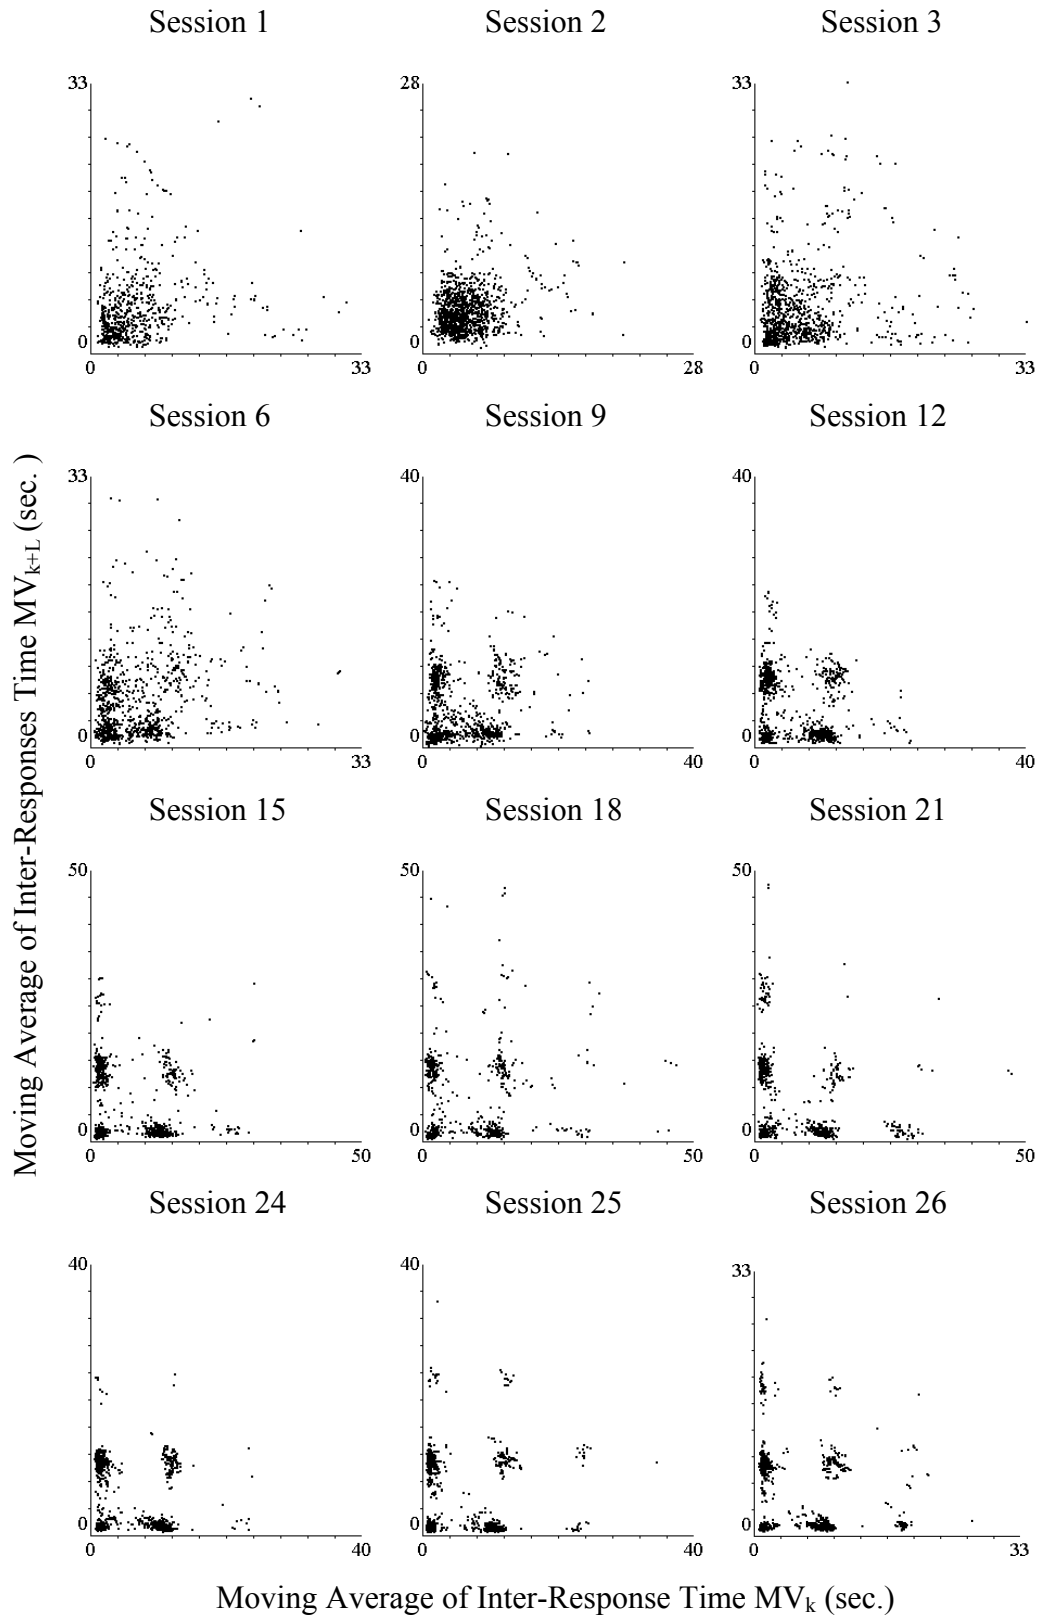 Session 1 Session 2 Session 3
33 28 33
0 0 0
0 33 0 28 0 33
Session 6 Session 9 Session 12
33 40 40
0 0 0
0 33 0 40 0 40
Session 15 Session 18 Session 21
50 50 50
0 0 0
0 50 0 50 0 50
Session 24 Session 25 Session 26
40 40 33
0 0 0
0 40 0 40 0 33
Moving Average of Inter-Responses Time MVk+L (sec. )
Moving Average of Inter-Response Time MVk (sec.)